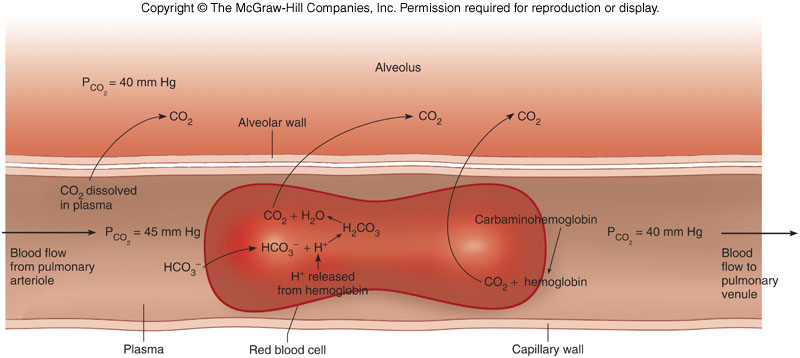 Copyright © The McGraw-Hill Companies, Inc. Permission required for reproduction or display.
Alveolus
P_CO₂ = 40 mm Hg
CO₂
CO₂
CO₂
Alveolar wall
CO₂ dissolved
in plasma
CO₂ + H₂O
H₂CO₃
HCO₃⁻ + H⁺
H⁺ released
from hemoglobin
Carbaminohemoglobin
P_CO₂ = 45 mm Hg
P_CO₂ = 40 mm Hg
Blood flow
from pulmonary
arteriole
HCO₃⁻
CO₂ + hemoglobin
Blood
flow to
pulmonary
venule
Plasma
Red blood cell
Capillary wall